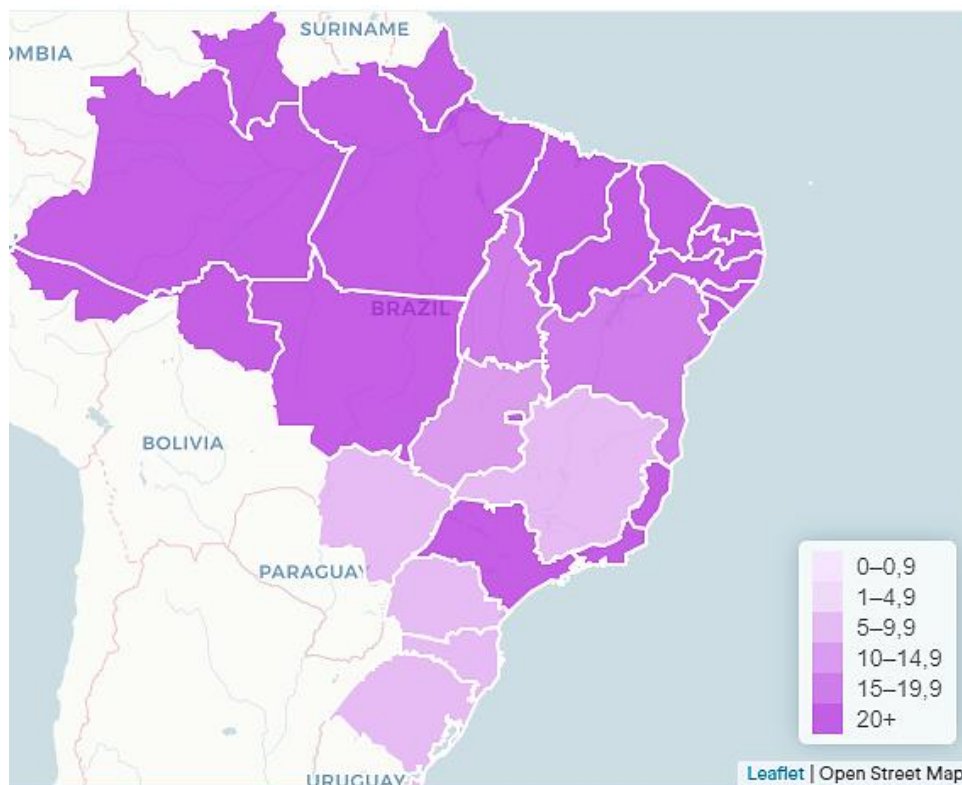 SURINAME
OMBIA
BRAZIL
BOLIVIA
PARAGUAY
URUGUAY
0–0,9
1–4,9
5–9,9
10–14,9
15–19,9
20+
Leaflet | Open Street Map